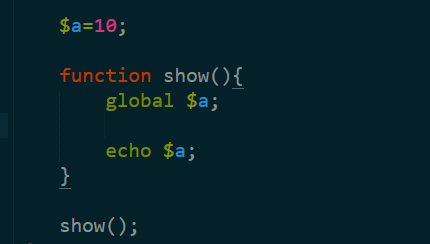 $a=10;
function show(){
global $a;
echo $a;
}
show();